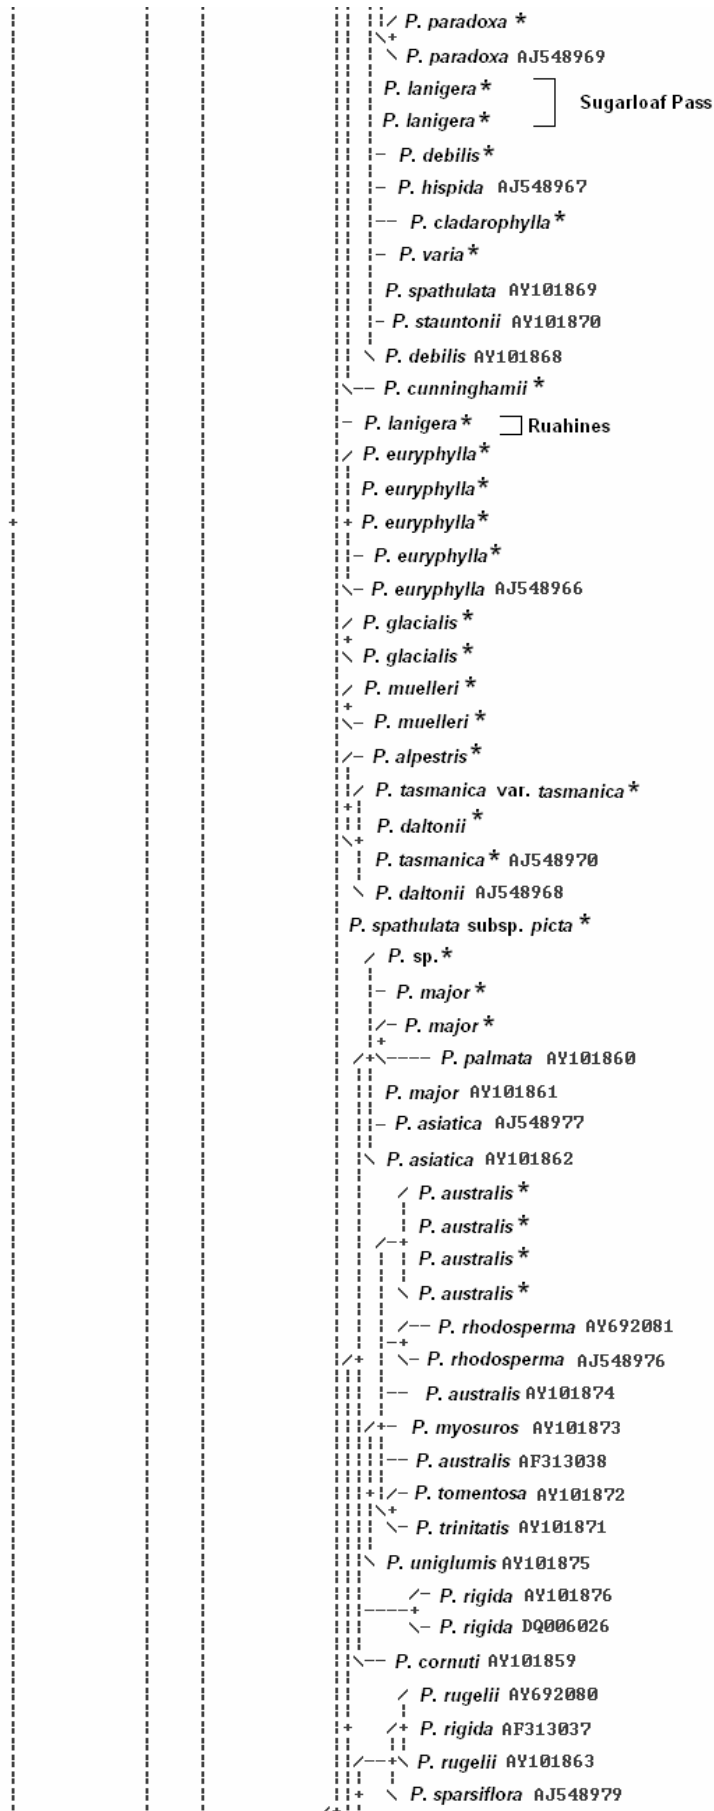 P. paradoxa *
P. paradoxa AJ548969
P. lanigera *
Sugarloaf Pass
P. lanigera *
P. debilis *
P. hispida AJ548967
P. cladarophylla *
P. varia *
P. spathulata AY101869
P. stauntonii AY101870
P. debilis AY101868
P. cunninghamii *
P. lanigera * Ruahines
P. euryphylla *
P. euryphylla *
P. euryphylla *
P. euryphylla *
P. euryphylla AJ548966
P. glacialis *
P. glacialis *
P. muelleri *
P. muelleri *
P. alpestris *
P. tasmanica var. tasmanica *
P. daltonii *
P. tasmanica * AJ548970
P. daltonii AJ548968
P. spathulata subsp. picta *
P. sp. *
P. major *
P. major *
P. palmata AY101860
P. major AY101861
P. asiatica AJ548977
P. asiatica AY101862
P. australis *
P. australis *
P. australis *
P. australis *
P. rhodosperma AY692081
P. rhodosperma AJ548976
P. australis AY101874
P. myosuros AY101873
P. australis AF313038
P. tomentosa AY101872
P. trinitatis AY101871
P. uniglumis AY101875
P. rigida AY101876
P. rigida DQ006026
P. cornuti AY101859
P. rugelii AY692080
P. rigida AF313037
P. rugelii AY101863
P. sparsiflora AJ548979